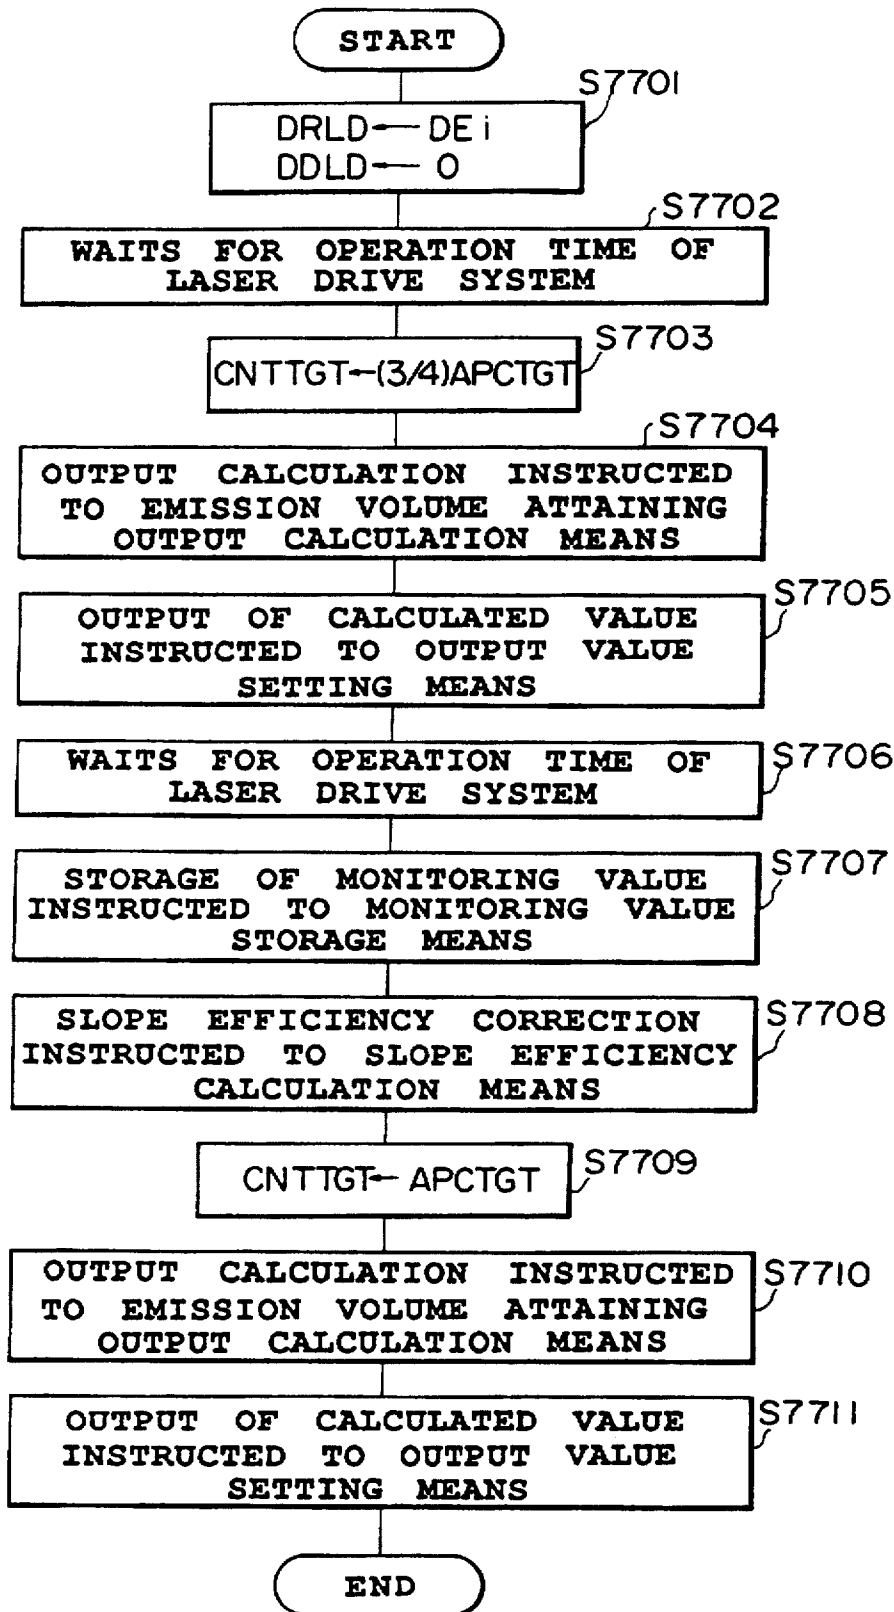 START
S7701
DRLD←DEi
DDLD←0
S7702
WAITS FOR OPERATION TIME OF
LASER DRIVE SYSTEM
S7703
CNTTGT←(3/4)APCTGT
S7704
OUTPUT CALCULATION INSTRUCTED
TO EMISSION VOLUME ATTAINING
OUTPUT CALCULATION MEANS
S7705
OUTPUT OF CALCULATED VALUE
INSTRUCTED TO OUTPUT VALUE
SETTING MEANS
S7706
WAITS FOR OPERATION TIME OF
LASER DRIVE SYSTEM
S7707
STORAGE OF MONITORING VALUE
INSTRUCTED TO MONITORING VALUE
STORAGE MEANS
S7708
SLOPE EFFICIENCY CORRECTION
INSTRUCTED TO SLOPE EFFICIENCY
CALCULATION MEANS
S7709
CNTTGT←APCTGT
S7710
OUTPUT CALCULATION INSTRUCTED
TO EMISSION VOLUME ATTAINING
OUTPUT CALCULATION MEANS
S7711
OUTPUT OF CALCULATED VALUE
INSTRUCTED TO OUTPUT VALUE
SETTING MEANS
END